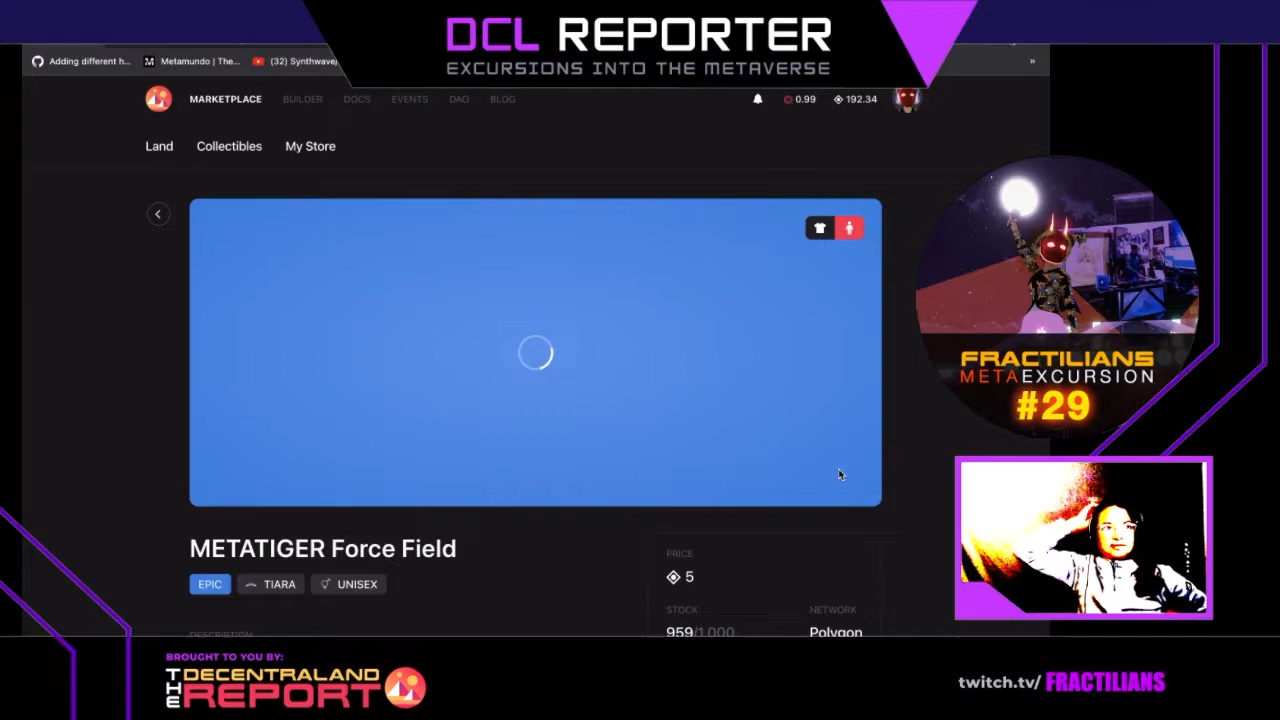 DCL REPORTER
EXCURSIONS INTO THE METAVERSE
Adding different h...
Metamundo | The...
(32) Synthwave
»
MARKETPLACE
BUILDER
DOCS
EVENTS
DAO
BLOG
0.99
192.34
Land
Collectibles
My Store
FRACTILIANS
METAEXCURSION
#29
METATIGER Force Field
EPIC
TIARA
UNISEX
PRICE
5
STOCK
NETWORK
959/1.000
Polygon
DESCRIPTION
BROUGHT TO YOU BY:
THE DECENTRALAND
REPORT
twitch.tv/ FRACTILIANS